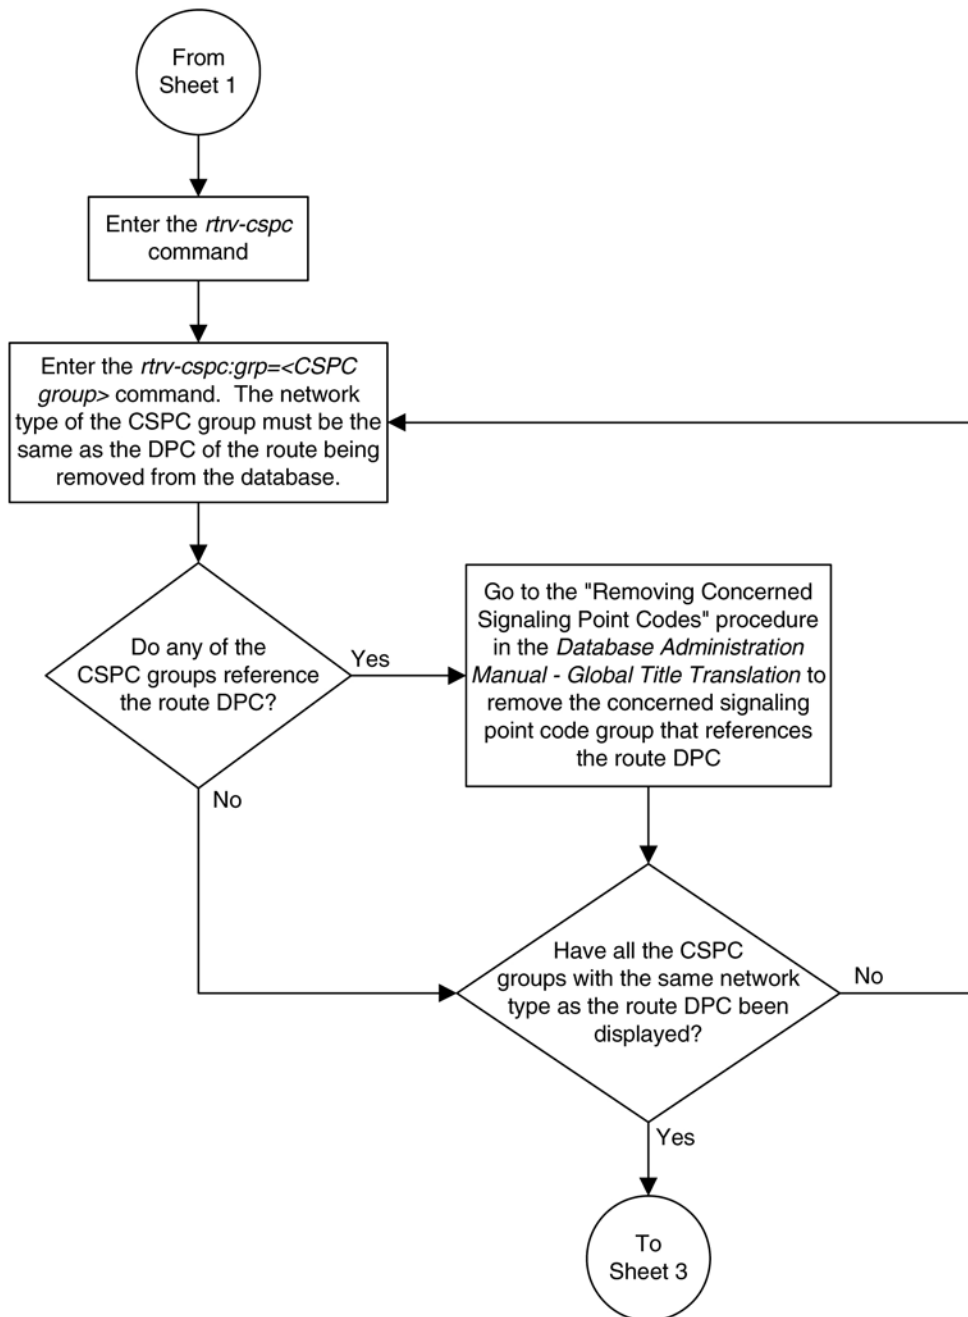 From
Sheet 1
Enter the rtrv-cspc
command
Enter the rtrv-cspc:grp=<CSPC
group> command. The network
type of the CSPC group must be the
same as the DPC of the route being
removed from the database.
Do any of the
CSPC groups reference
the route DPC?
Yes
No
Go to the "Removing Concerned
Signaling Point Codes" procedure
in the Database Administration
Manual - Global Title Translation to
remove the concerned signaling
point code group that references
the route DPC
Have all the CSPC
groups with the same network
type as the route DPC been
displayed?
No
Yes
To
Sheet 3